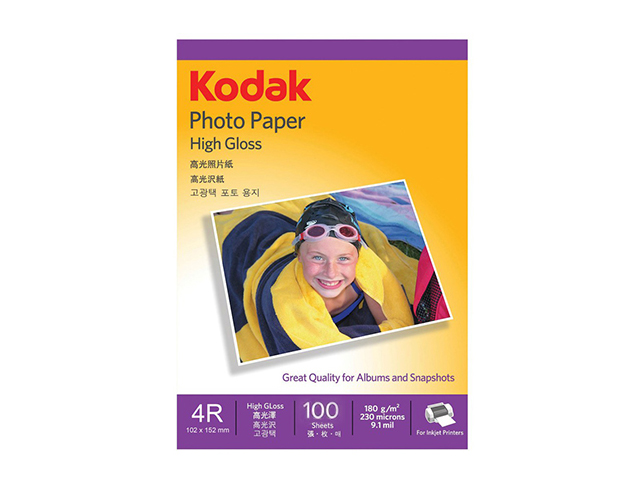 Kodak
Photo Paper
High Gloss
高光照片紙
高光沢紙
고광택 포토 용지
Great Quality for Albums and Snapshots
4R
102 x 152 mm
High GLoss
高光澤
高光沢
고광택
100
Sheets
張・枚・매
180 g/m²
230 microns
9.1 mil
For Inkjet Printers